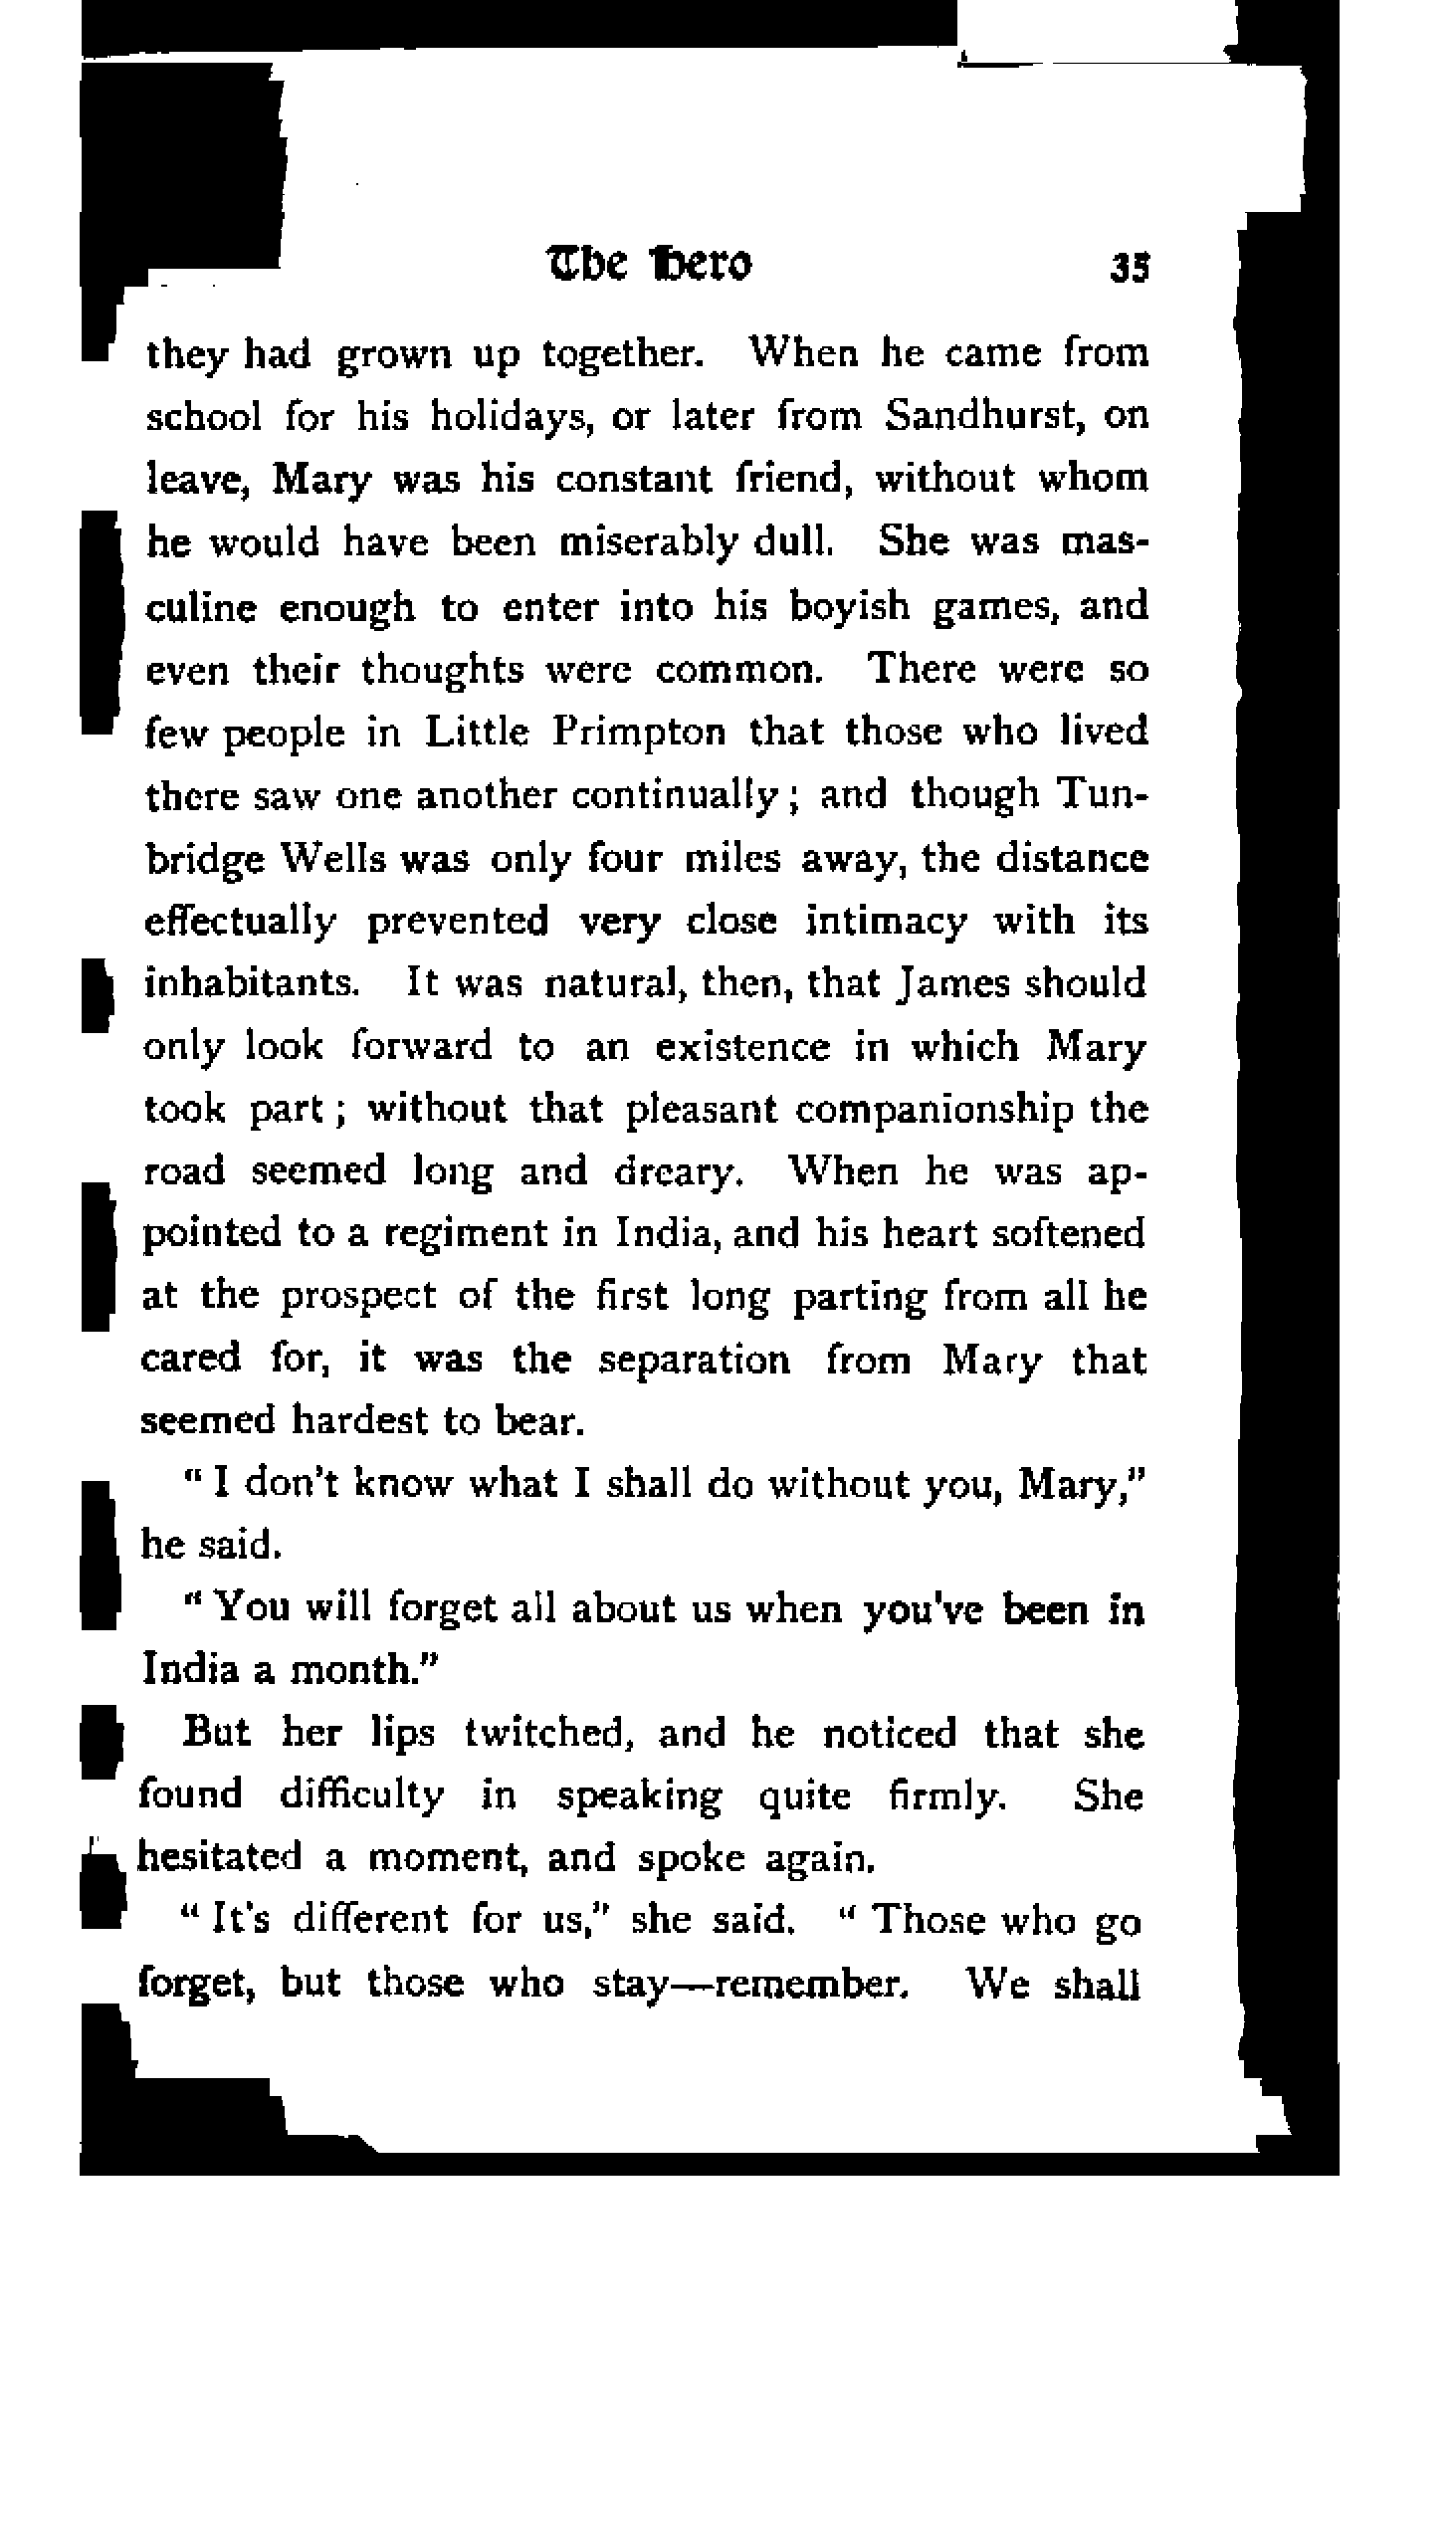 The Hero 35
they had grown up together. When he came from
school for his holidays, or later from Sandhurst, on
leave, Mary was his constant friend, without whom
he would have been miserably dull. She was mas-
culine enough to enter into his boyish games, and
even their thoughts were common. There were so
few people in Little Primpton that those who lived
there saw one another continually; and though Tun-
bridge Wells was only four miles away, the distance
effectually prevented very close intimacy with its
inhabitants. It was natural, then, that James should
only look forward to an existence in which Mary
took part; without that pleasant companionship the
road seemed long and dreary. When he was ap-
pointed to a regiment in India, and his heart softened
at the prospect of the first long parting from all he
cared for, it was the separation from Mary that
seemed hardest to bear.
"I don't know what I shall do without you, Mary,"
he said.
"You will forget all about us when you've been in
India a month."
But her lips twitched, and he noticed that she
found difficulty in speaking quite firmly. She
hesitated a moment, and spoke again.
"It's different for us," she said. "Those who go
forget, but those who stay—remember. We shall